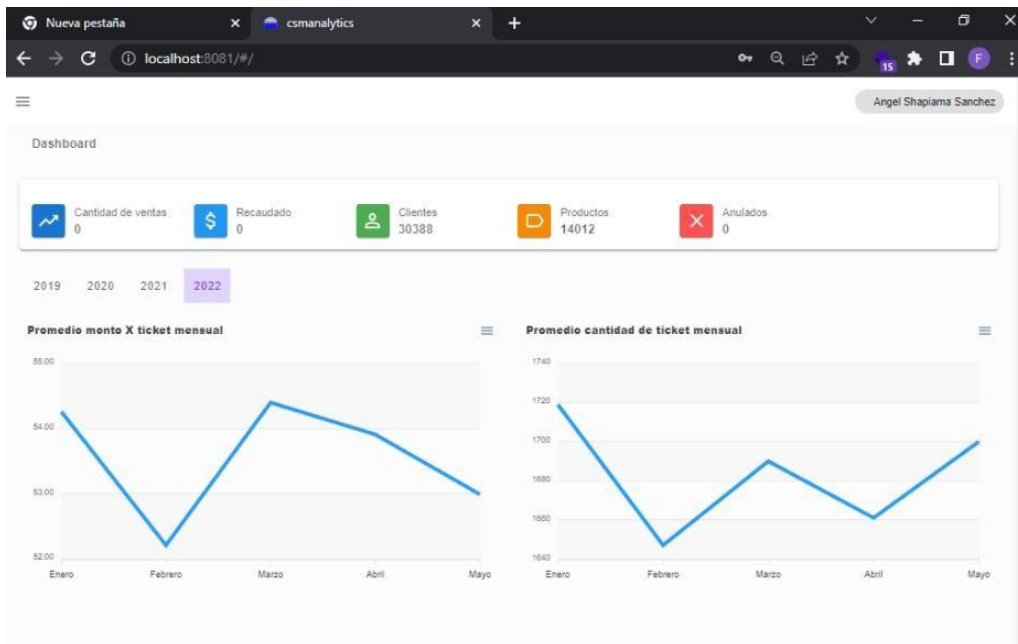 Nueva pestaña
csmanalytics
localhost:8081/#/
15
F
Angel Shapiama Sanchez
Dashboard
Cantidad de ventas
0
Recaudado
0
Clientes
30388
Productos
14012
Anulados
0
2019 2020 2021 2022
Promedio monto X ticket mensual
55.00
54.00
53.00
52.00
Enero Febrero Marzo Abril Mayo
Promedio cantidad de ticket mensual
1740
1720
1700
1680
1660
1640
Enero Febrero Marzo Abril Mayo